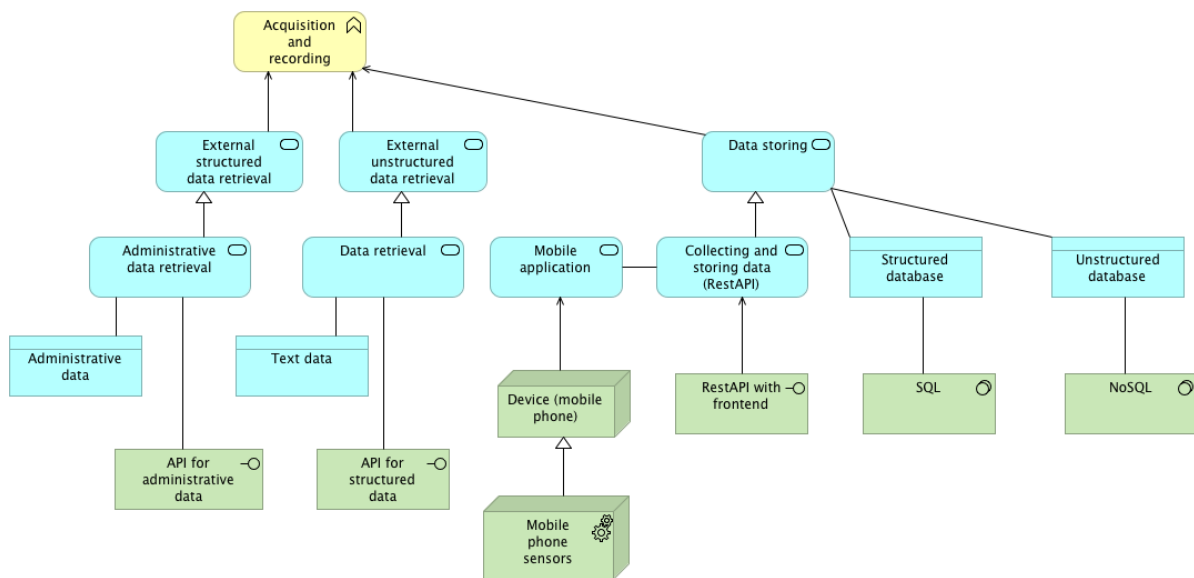 Acquisition
and
recording
External
structured
data retrieval
External
unstructured
data retrieval
Data storing
Administrative
data retrieval
Data retrieval
Mobile
application
Collecting and
storing data
(RestAPI)
Structured
database
Unstructured
database
Administrative
data
Text data
Device (mobile
phone)
RestAPI with
frontend
SQL
NoSQL
API for
administrative
data
API for
structured
data
Mobile
phone
sensors